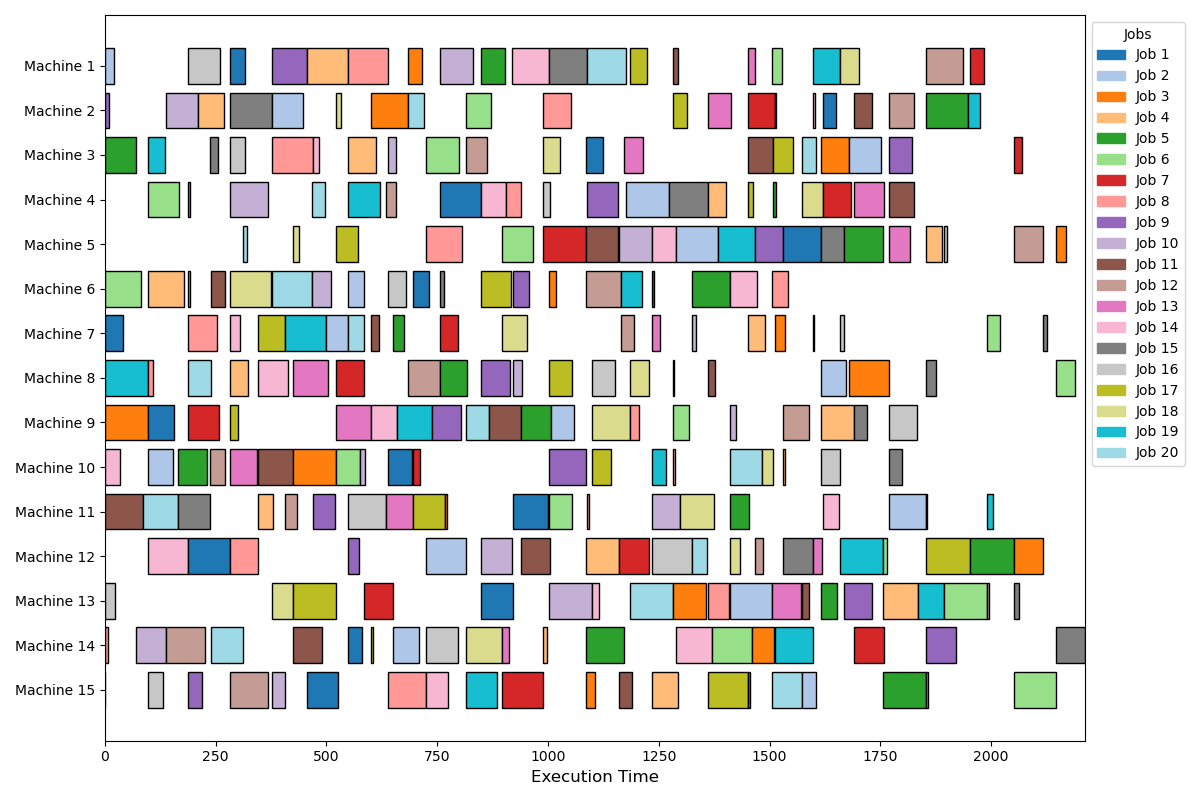 Machine 1
Machine 2
Machine 3
Machine 4
Machine 5
Machine 6
Machine 7
Machine 8
Machine 9
Machine 10
Machine 11
Machine 12
Machine 13
Machine 14
Machine 15
0 250 500 750 1000 1250 1500 1750 2000
Execution Time
Jobs
Job 1
Job 2
Job 3
Job 4
Job 5
Job 6
Job 7
Job 8
Job 9
Job 10
Job 11
Job 12
Job 13
Job 14
Job 15
Job 16
Job 17
Job 18
Job 19
Job 20